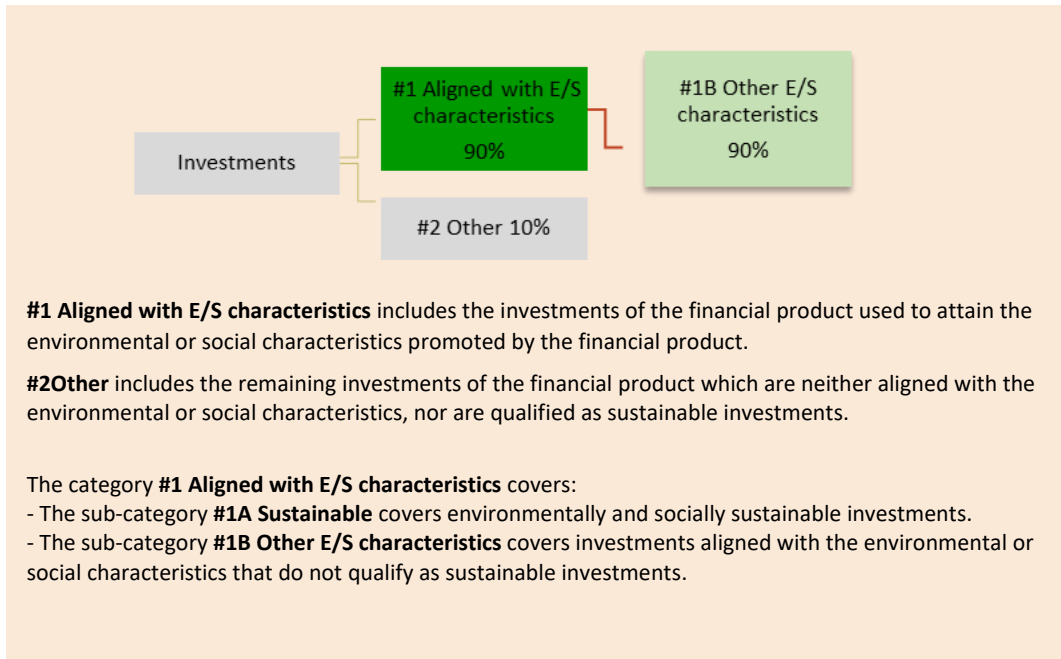 #1 Aligned with E/S
characteristics
90%
#1B Other E/S
characteristics
90%
Investments
#2 Other 10%
#1 Aligned with E/S characteristics includes the investments of the financial product used to attain the
environmental or social characteristics promoted by the financial product.
#2Other includes the remaining investments of the financial product which are neither aligned with the
environmental or social characteristics, nor are qualified as sustainable investments.
The category #1 Aligned with E/S characteristics covers:
- The sub-category #1A Sustainable covers environmentally and socially sustainable investments.
- The sub-category #1B Other E/S characteristics covers investments aligned with the environmental or
social characteristics that do not qualify as sustainable investments.